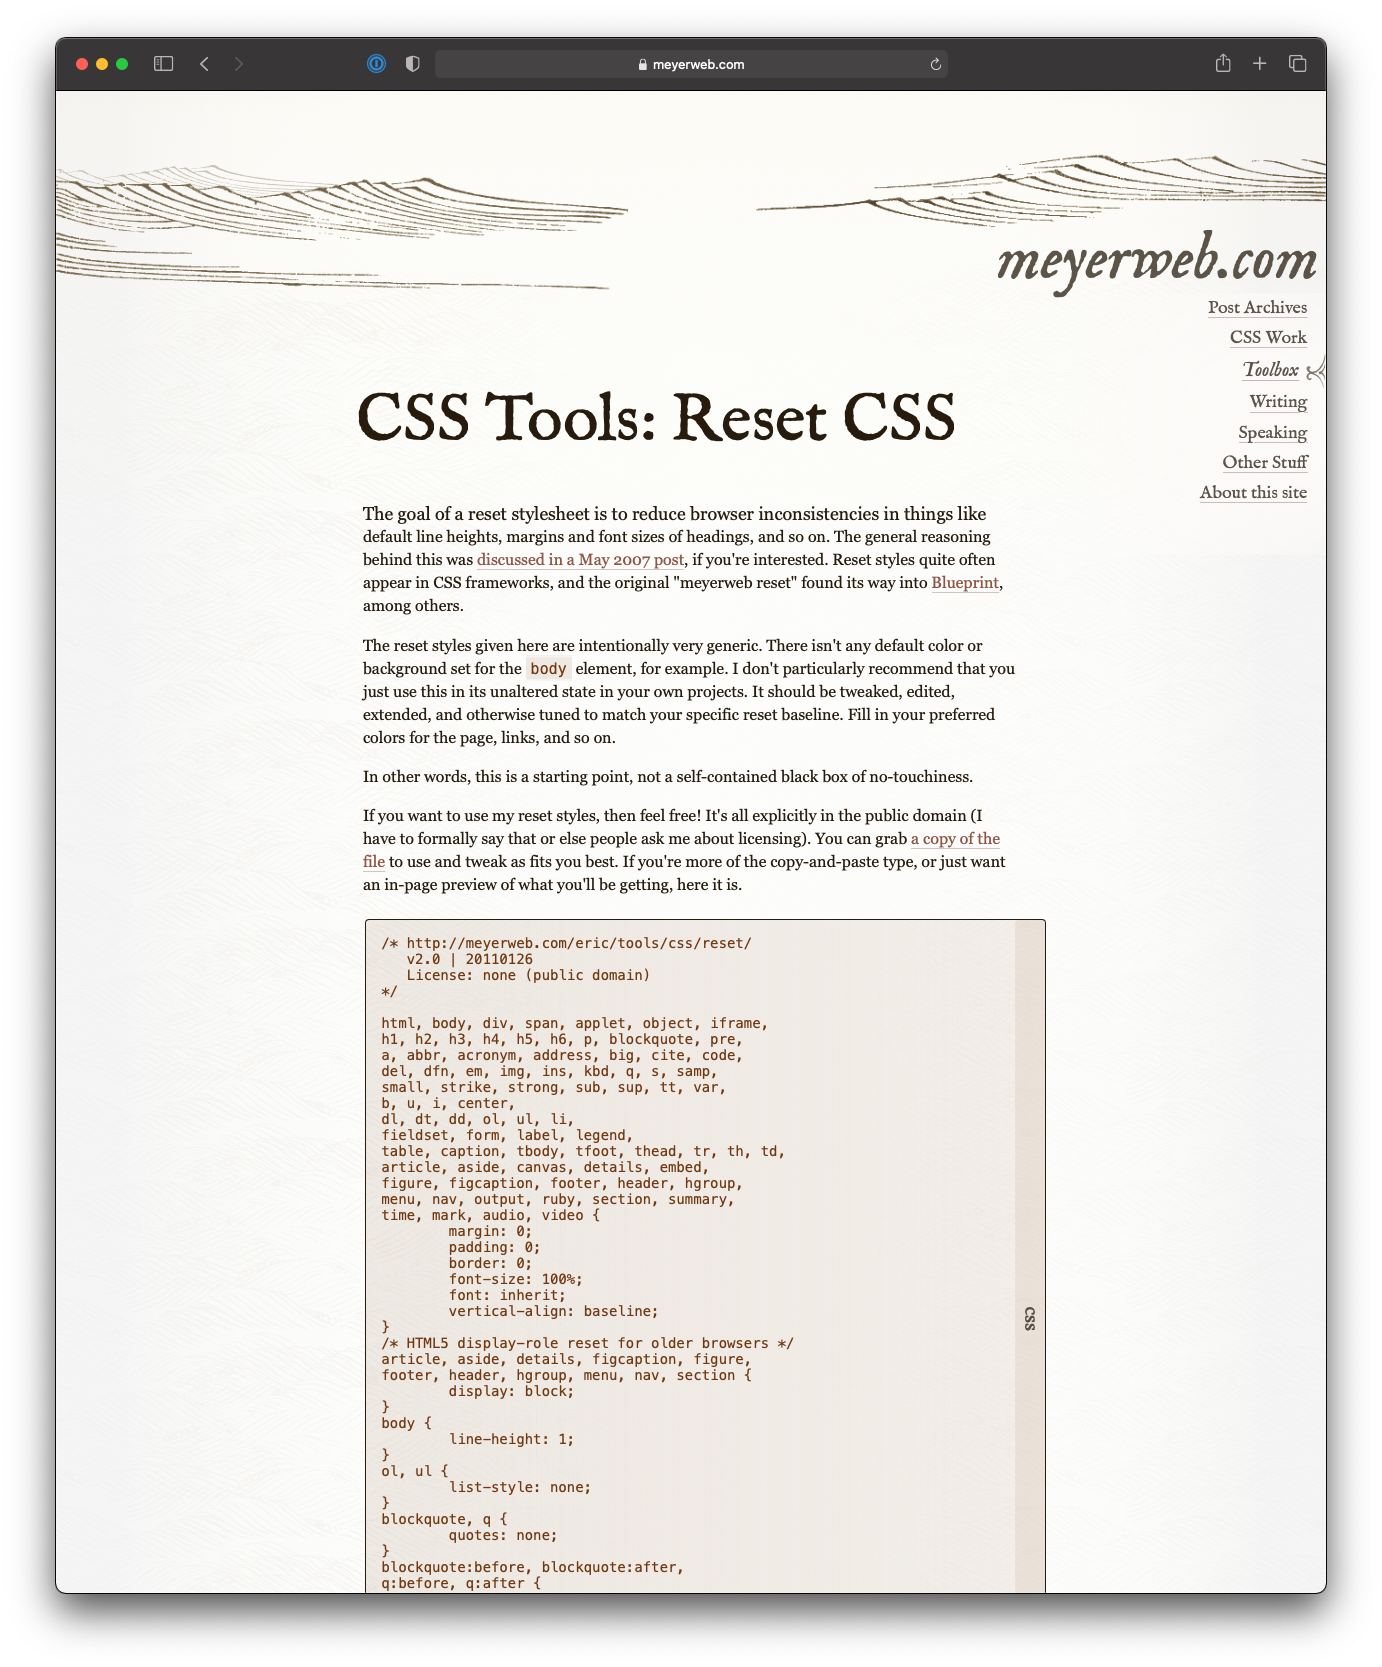 meyerweb.com
meyerweb.com
Post Archives
CSS Work
Toolbox
Writing
Speaking
Other Stuff
About this site
CSS Tools: Reset CSS
The goal of a reset stylesheet is to reduce browser inconsistencies in things like
default line heights, margins and font sizes of headings, and so on. The general reasoning
behind this was discussed in a May 2007 post, if you're interested. Reset styles quite often
appear in CSS frameworks, and the original "meyerweb reset" found its way into Blueprint,
among others.
The reset styles given here are intentionally very generic. There isn't any default color or
background set for the body element, for example. I don't particularly recommend that you
just use this in its unaltered state in your own projects. It should be tweaked, edited,
extended, and otherwise tuned to match your specific reset baseline. Fill in your preferred
colors for the page, links, and so on.
In other words, this is a starting point, not a self-contained black box of no-touchiness.
If you want to use my reset styles, then feel free! It's all explicitly in the public domain (I
have to formally say that or else people ask me about licensing). You can grab a copy of the
file to use and tweak as fits you best. If you're more of the copy-and-paste type, or just want
an in-page preview of what you'll be getting, here it is.
/* http://meyerweb.com/eric/tools/css/reset/
   v2.0 | 20110126
   License: none (public domain)
*/
html, body, div, span, applet, object, iframe,
h1, h2, h3, h4, h5, h6, p, blockquote, pre,
a, abbr, acronym, address, big, cite, code,
del, dfn, em, img, ins, kbd, q, s, samp,
small, strike, strong, sub, sup, tt, var,
b, u, i, center,
dl, dt, dd, ol, ul, li,
fieldset, form, label, legend,
table, caption, tbody, tfoot, thead, tr, th, td,
article, aside, canvas, details, embed,
figure, figcaption, footer, header, hgroup,
menu, nav, output, ruby, section, summary,
time, mark, audio, video {
	margin: 0;
	padding: 0;
	border: 0;
	font-size: 100%;
	font: inherit;
	vertical-align: baseline;
}
/* HTML5 display-role reset for older browsers */
article, aside, details, figcaption, figure,
footer, header, hgroup, menu, nav, section {
	display: block;
}
body {
	line-height: 1;
}
ol, ul {
	list-style: none;
}
blockquote, q {
	quotes: none;
}
blockquote:before, blockquote:after,
q:before, q:after {
CSS